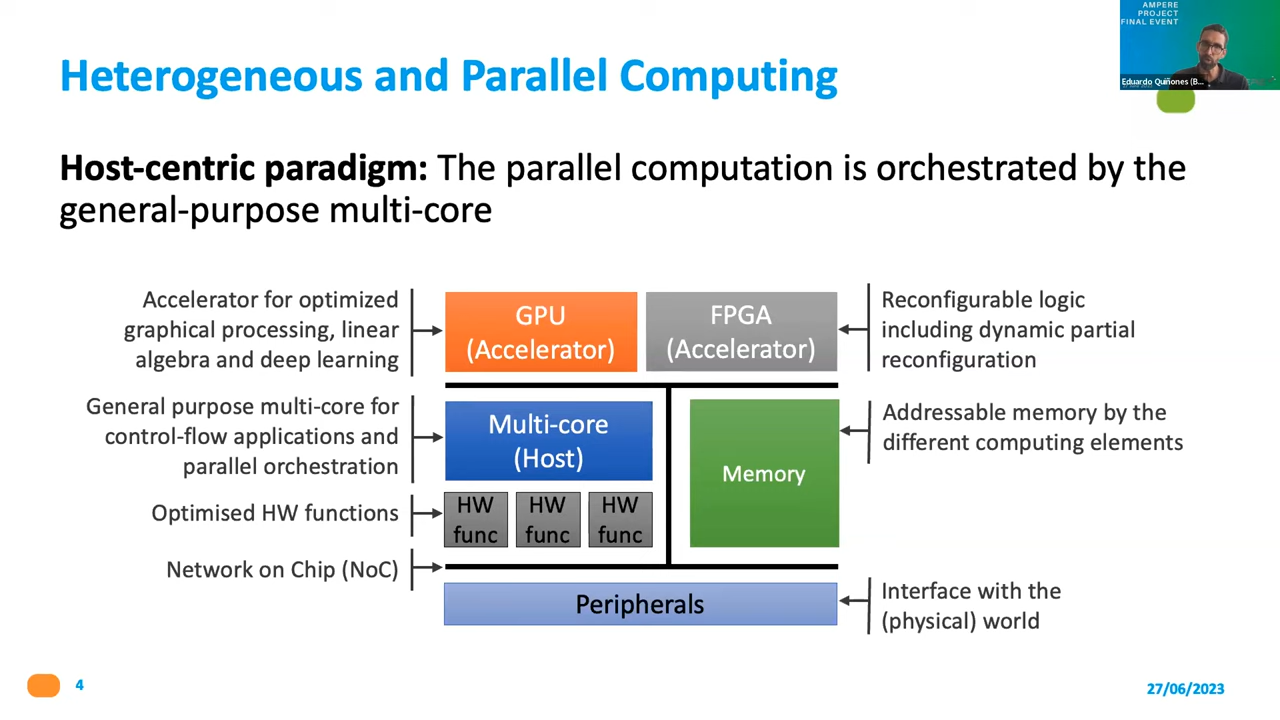 AMPERE
PROJECT
FINAL EVENT
Eduardo Quiñones (B...
Heterogeneous and Parallel Computing
Host-centric paradigm: The parallel computation is orchestrated by the
general-purpose multi-core
Accelerator for optimized
graphical processing, linear
algebra and deep learning
GPU
(Accelerator)
FPGA
(Accelerator)
Reconfigurable logic
including dynamic partial
reconfiguration
General purpose multi-core for
control-flow applications and
parallel orchestration
Multi-core
(Host)
Memory
Addressable memory by the
different computing elements
Optimised HW functions
HW
func
HW
func
HW
func
Network on Chip (NoC)
Peripherals
Interface with the
(physical) world
4
27/06/2023